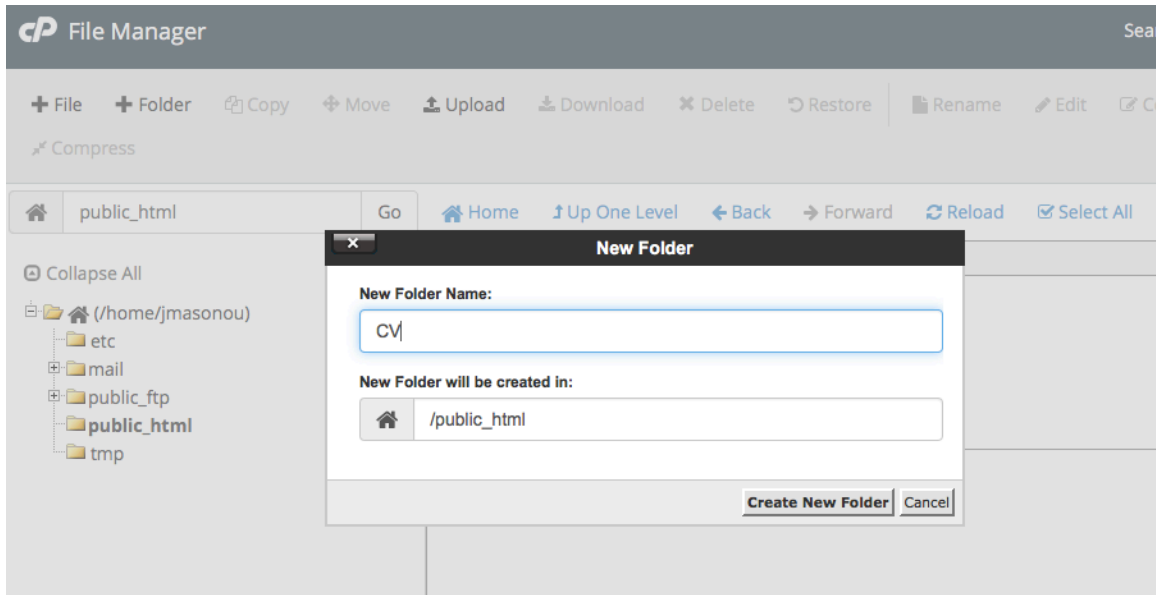 cP File Manager
Sear
File Folder Copy Move Upload Download Delete Restore Rename Edit
Compress
public_html Go Home Up One Level Back Forward Reload Select All
New Folder
Collapse All
New Folder Name:
(/home/jmasonou)
CV
etc
mail
New Folder will be created in:
public_ftp
/public_html
public_html
tmp
Create New Folder Cancel